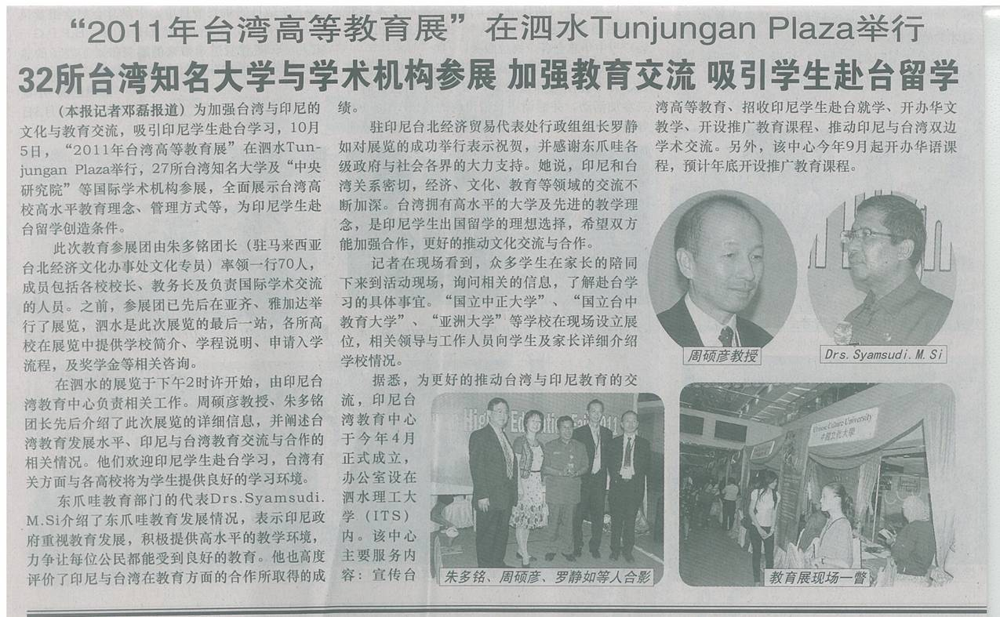 “2011年台湾高等教育展”在泗水Tunjungan Plaza举行
32所台湾知名大学与学术机构参展 加强教育交流 吸引学生赴台留学
（本报记者邓磊报道）为加强台湾与印尼的
文化与教育交流，吸引印尼学生赴台学习，10月
5日，“2011年台湾高等教育展”在泗水Tun-
jungan Plaza举行，27所台湾知名大学及“中央
研究院”等国际学术机构参展，全面展示台湾高
校高水平教育理念、管理方式等，为印尼学生赴
台留学创造条件。
此次教育参展团由朱多铭团长（驻马来西亚
台北经济文化办事处文化专员）率领一行70人，
成员包括各校校长、教务长及负责国际学术交流
的人员。之前，参展团已先后在亚齐、雅加达举
行了展览，泗水是此次展览的最后一站，各所高
校在展览中提供学校简介、学程说明、申请入学
流程，及奖学金等相关咨询。
在泗水的展览于下午2时许开始，由印尼台
湾教育中心负责相关工作。周硕彦教授、朱多铭
团长先后介绍了此次展览的详细信息，并阐述台
湾教育发展水平、印尼与台湾教育交流与合作的
相关情况。他们欢迎印尼学生赴台学习，台湾有
关方面与各高校将为学生提供良好的学习环境。
东爪哇教育部门的代表Drs.Syamsudi.
M.Si介绍了东爪哇教育发展情况，表示印尼政
府重视教育发展，积极提供高水平的教学环境，
力争让每位公民都能受到良好的教育。他也高度
评价了印尼与台湾在教育方面的合作所取得的成
绩。
驻印尼台北经济贸易代表处行政组组长罗静
如对展览的成功举行表示祝贺，并感谢东爪哇各
级政府与社会各界的大力支持。她说，印尼和台
湾关系密切，经济、文化、教育等领域的交流不
断加深。台湾拥有高水平的大学及先进的教学理
念，是印尼学生出国留学的理想选择，希望双方
能加强合作，更好的推动文化交流与合作。
记者在现场看到，众多学生在家长的陪同
下来到活动现场，询问相关的信息，了解赴台学
习的具体事宜。“国立中正大学”、“国立台中
教育大学”、“亚洲大学”等学校在现场设立展
位，相关领导与工作人员向学生及家长详细介绍
学校情况。
据悉，为更好的推动台湾与印尼教育的交
流，印尼台
湾教育中心
于今年4月
正式成立，
办公室设在
泗水理工大
学（ITS）
内。该中心
主要服务内
容：宣传台
湾高等教育、招收印尼学生赴台就学、开办华文
教学、开设推广教育课程、推动印尼与台湾双边
学术交流。另外，该中心今年9月起开办华语课
程，预计年底开设推广教育课程。
周硕彦教授
Drs.Syamsudi.M.Si
朱多铭、周硕彦、罗静如等人合影
Chinese Culture University
中國文化大學
教育展现场一瞥